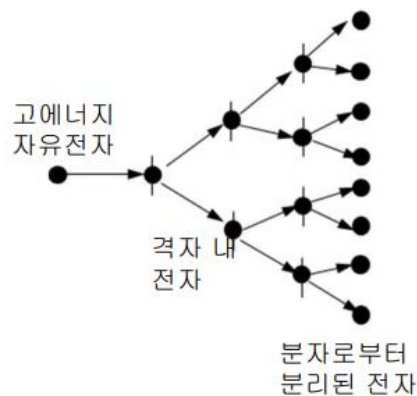 고에너지
자유전자
격자 내
전자
분자로부터
분리된 전자